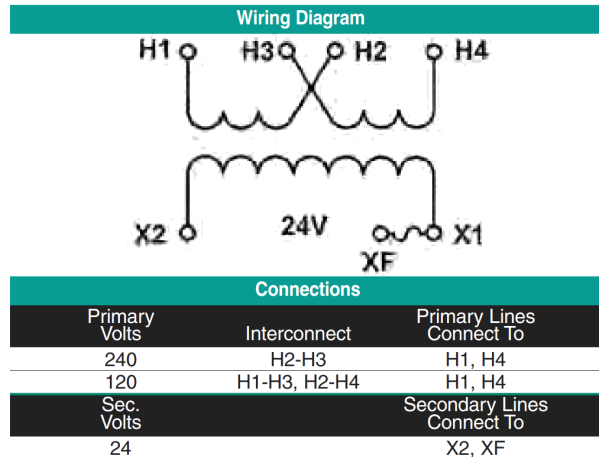 Wiring Diagram
H1 H3 H2 H4
X2 24V X1
XF
Connections
Primary Volts Interconnect Primary Lines Connect To
240 H2-H3 H1, H4
120 H1-H3, H2-H4 H1, H4
Sec. Volts Secondary Lines Connect To
24 X2, XF